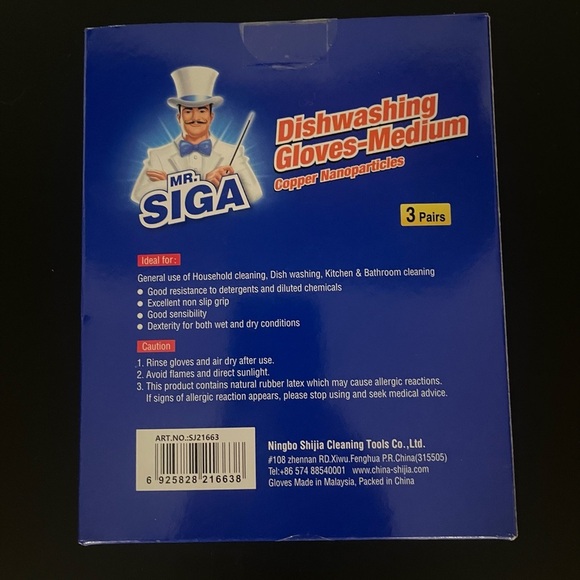 MR.
SIGA
Dishwashing
Gloves-Medium
Copper Nanoparticles
3 Pairs
Ideal for :
General use of Household cleaning, Dish washing, Kitchen & Bathroom cleaning
● Good resistance to detergents and diluted chemicals
● Excellent non slip grip
● Good sensibility
● Dexterity for both wet and dry conditions
Caution
1. Rinse gloves and air dry after use.
2. Avoid flames and direct sunlight.
3. This product contains natural rubber latex which may cause allergic reactions.
If signs of allergic reaction appears, please stop using and seek medical advice.
ART.NO.:SJ21663
6 925828 216638
Ningbo Shijia Cleaning Tools Co.,Ltd.
#108 zhennan RD.Xiwu.Fenghua P.R.China(315505)
Tel:+86 574 88540001 www.china-shijia.com
Gloves Made in Malaysia, Packed in China